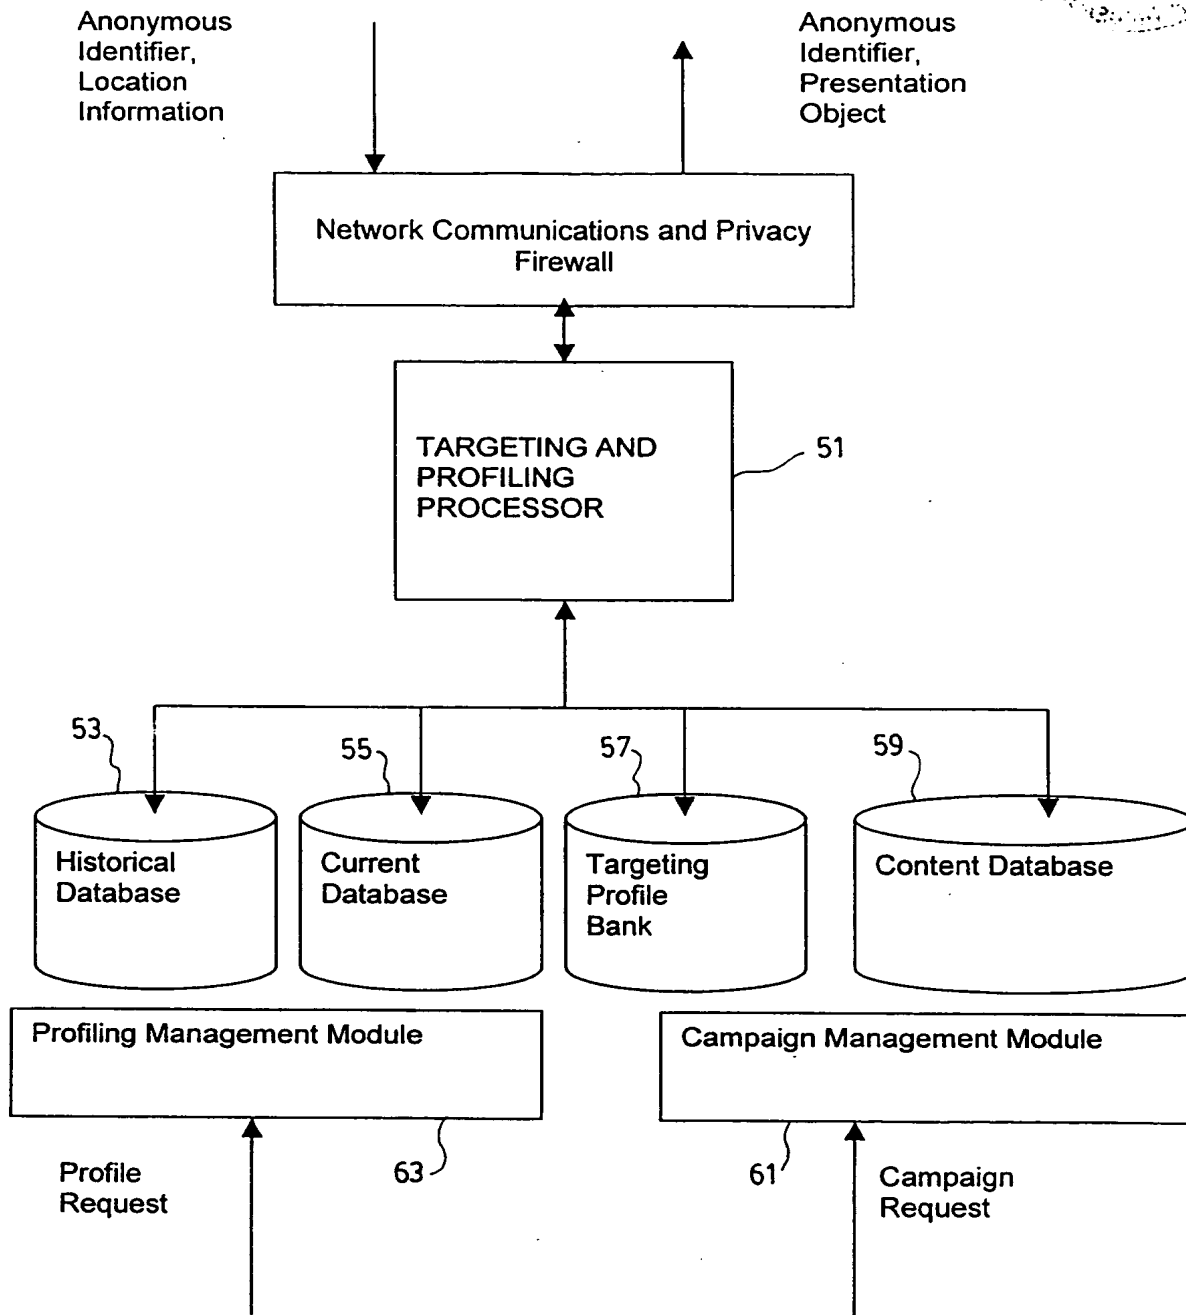 Anonymous
Identifier,
Location
Information
Anonymous
Identifier,
Presentation
Object
Network Communications and Privacy
Firewall
TARGETING AND
PROFILING
PROCESSOR
51
53
55
57
59
Historical
Database
Current
Database
Targeting
Profile
Bank
Content Database
Profiling Management Module
Campaign Management Module
63
61
Profile
Request
Campaign
Request